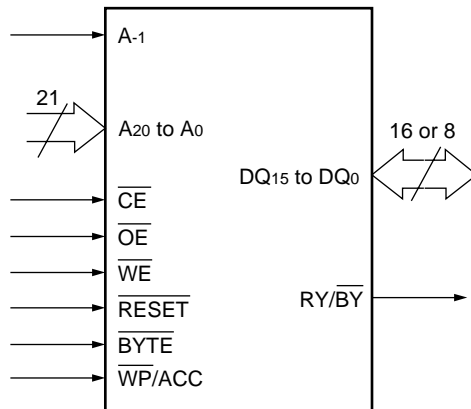 A-1
21
A20 to A0
16 or 8
DQ15 to DQ0
CE
OE
WE
RESET
RY/BY
BYTE
WP/ACC